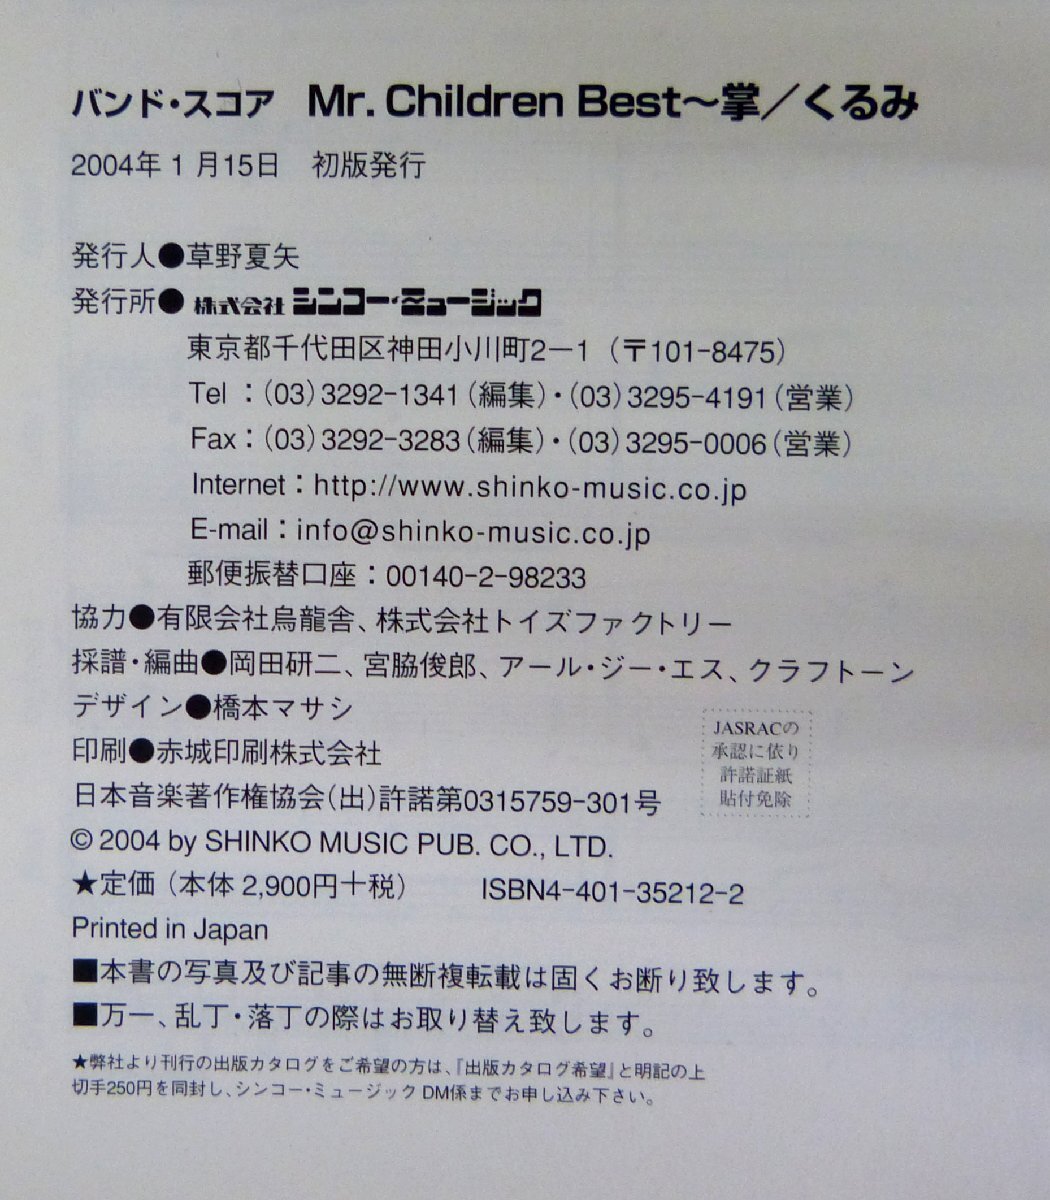 バンド・スコア　Mr. Children Best〜掌／くるみ
2004年 1 月15日　初版発行
発行人●草野夏矢
発行所●株式会社 シンコー・ミュージック
東京都千代田区神田小川町2−1（〒101-8475）
Tel ：(03) 3292-1341 (編集)・(03) 3295-4191 (営業)
Fax：(03) 3292-3283 (編集)・(03) 3295-0006 (営業)
Internet：http://www.shinko-music.co.jp
E-mail：info@shinko-music.co.jp
郵便振替口座：00140-2-98233
協力●有限会社烏龍舎、株式会社トイズファクトリー
採譜・編曲●岡田研二、宮脇俊郎、アール・ジー・エス、クラフトーン
デザイン●橋本マサシ
印刷●赤城印刷株式会社
日本音楽著作権協会(出)許諾第0315759-301号
JASRACの
承認に依り
許諾証紙
貼付免除
© 2004 by SHINKO MUSIC PUB. CO., LTD.
★定価（本体 2,900円＋税）　ISBN4-401-35212-2
Printed in Japan
■本書の写真及び記事の無断複転載は固くお断り致します。
■万一、乱丁・落丁の際はお取り替え致します。
★弊社より刊行の出版カタログをご希望の方は、『出版カタログ希望』と明記の上
切手250円を同封し、シンコー・ミュージック DM係までお申し込み下さい。